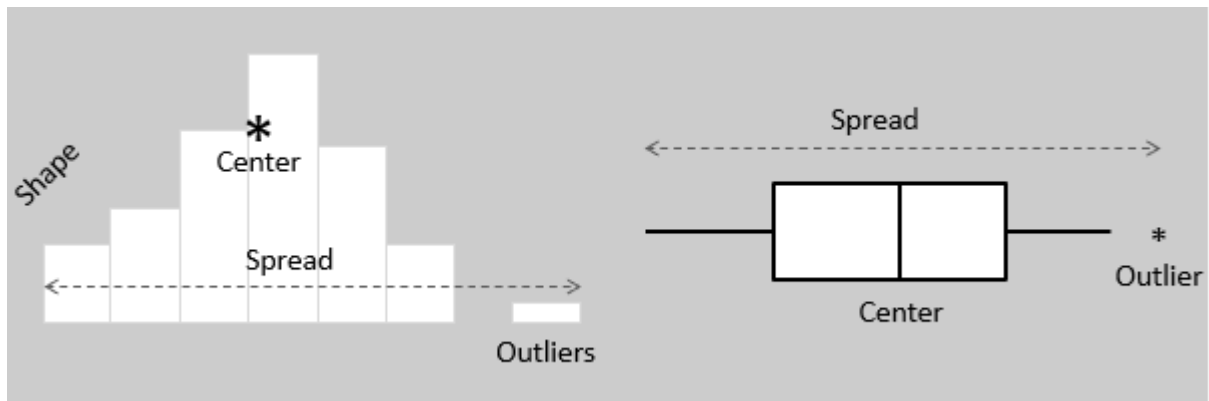 Shape
*
Center
Spread
Outliers
Spread
*
Outlier
Center